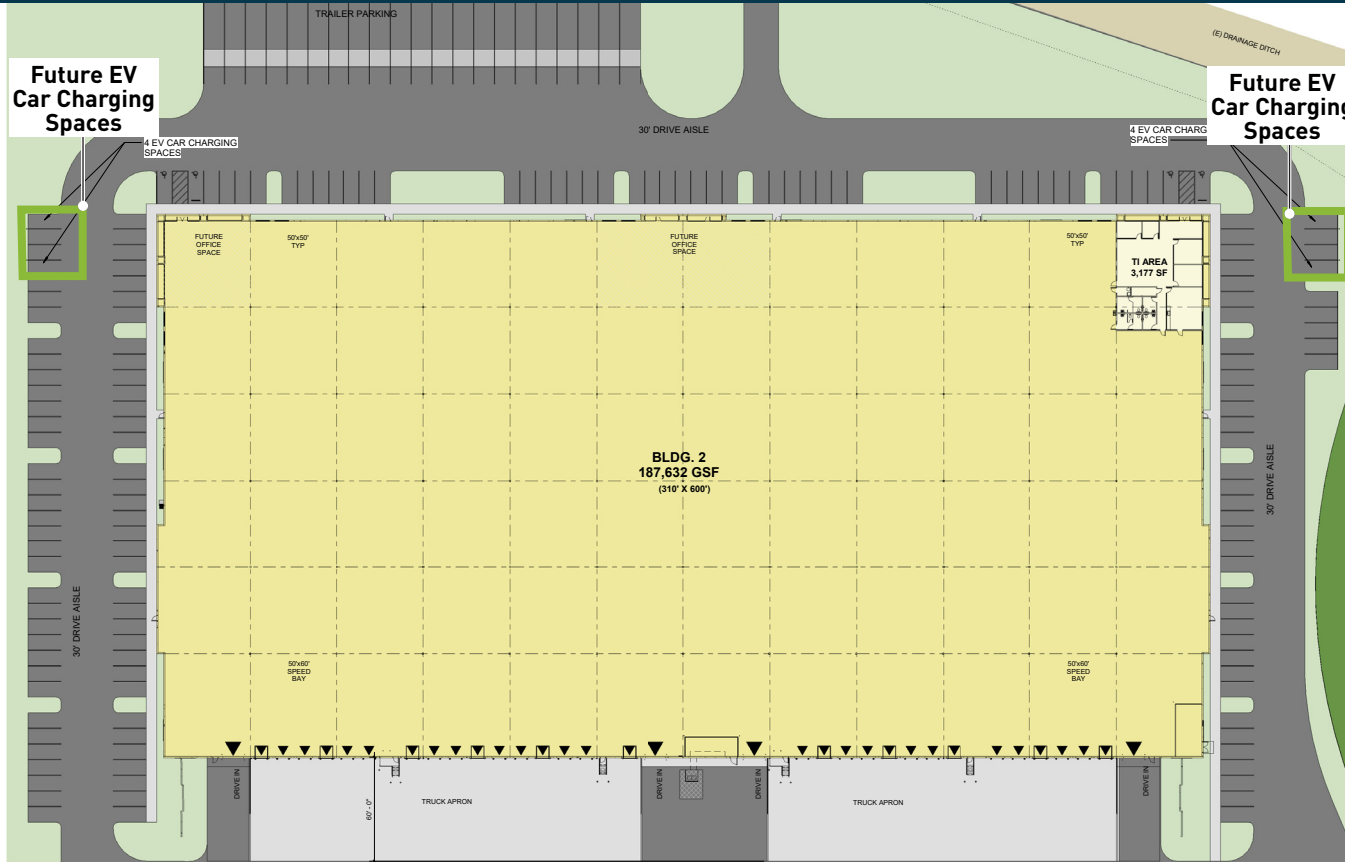 TRAILER PARKING
(E) DRAINAGE DITCH
Future EV
Car Charging
Spaces
Future EV
Car Charging
Spaces
4 EV CAR CHARGING
SPACES
30' DRIVE AISLE
4 EV CAR CHARG
SPACES
FUTURE
OFFICE
SPACE
50'x50'
TYP
FUTURE
OFFICE
SPACE
50'x50'
TYP
TI AREA
3,177 SF
BLDG. 2
187,632 GSF
(310' X 600')
30' DRIVE AISLE
30' DRIVE AISLE
50'x60'
SPEED
BAY
50'x60'
SPEED
BAY
DRIVE IN
60' - 0"
TRUCK APRON
DRIVE IN
DRIVE IN
TRUCK APRON
DRIVE IN